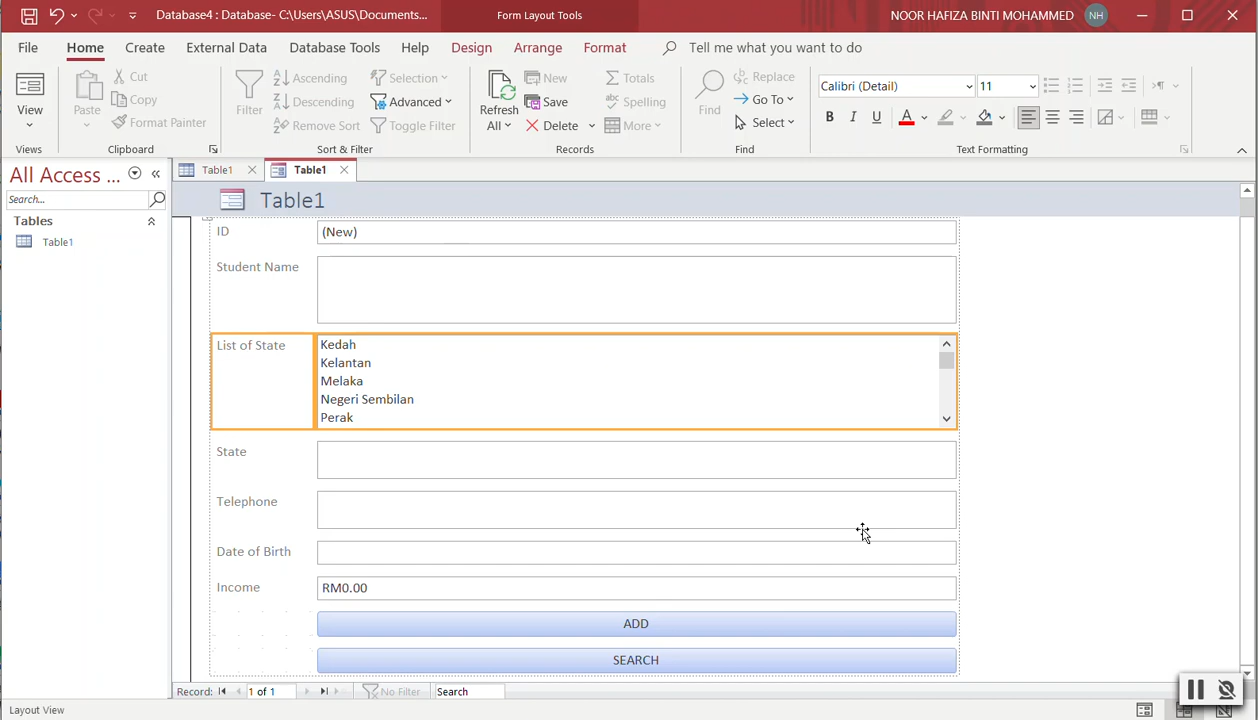 Database4 : Database- C:\Users\ASUS\Documents...
Form Layout Tools
NOOR HAFIZA BINTI MOHAMMED
NH
File Home Create External Data Database Tools Help Design Arrange Format Tell me what you want to do
View
Views
Paste
Cut
Copy
Format Painter
Clipboard
Filter
Ascending
Descending
Remove Sort
Selection
Advanced
Toggle Filter
Sort & Filter
Refresh
All
New
Save
Delete
Totals
Spelling
More
Records
Find
Replace
Go To
Select
Find
Calibri (Detail)
11
B I U A
Text Formatting
All Access ...
Search...
Tables
Table1
Table1
Table1
Table1
ID
(New)
Student Name
List of State
Kedah
Kelantan
Melaka
Negeri Sembilan
Perak
State
Telephone
Date of Birth
Income
RM0.00
ADD
SEARCH
Record: 1 of 1 No Filter Search
Layout View